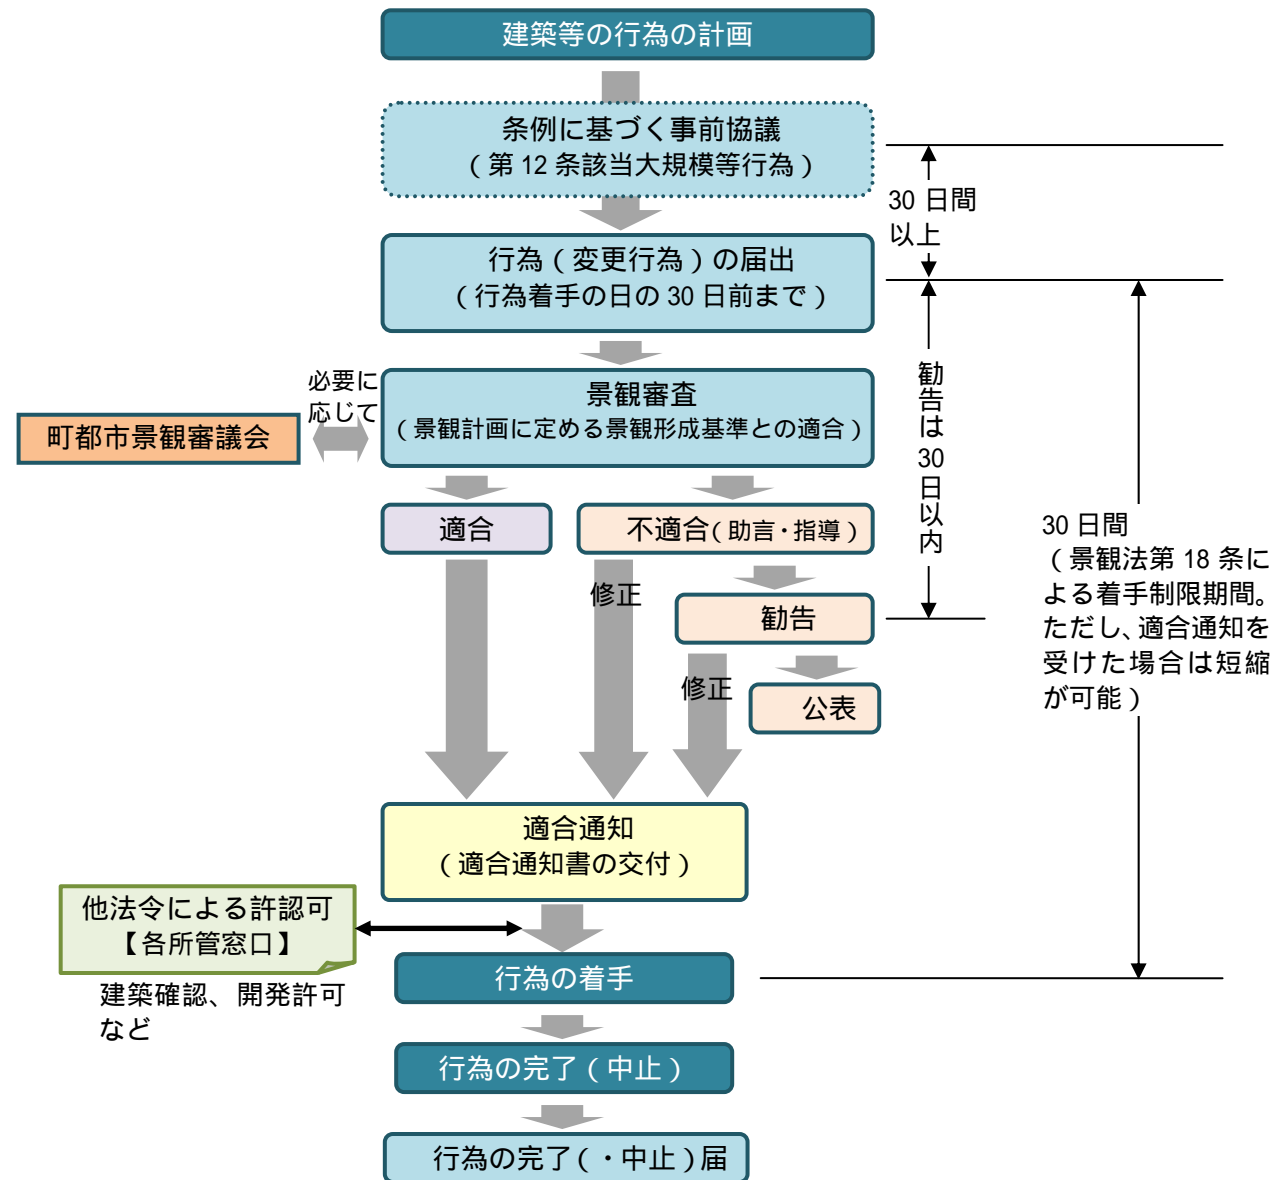 建築等の行為の計画
条例に基づく事前協議
（第12条該当大規模等行為）
30日間
以上
行為（変更行為）の届出
（行為着手の日の30日前まで）
必要に
応じて
町都市景観審議会
景観審査
（景観計画に定める景観形成基準との適合）
勧告は30日以内
適合
不適合（助言・指導）
30日間
（景観法第18条に
よる着手制限期間。
ただし、適合通知を
受けた場合は短縮
が可能）
修正
勧告
修正
公表
適合通知
（適合通知書の交付）
他法令による許認可
【各所管窓口】
建築確認、開発許可
など
行為の着手
行為の完了（中止）
行為の完了（・中止）届